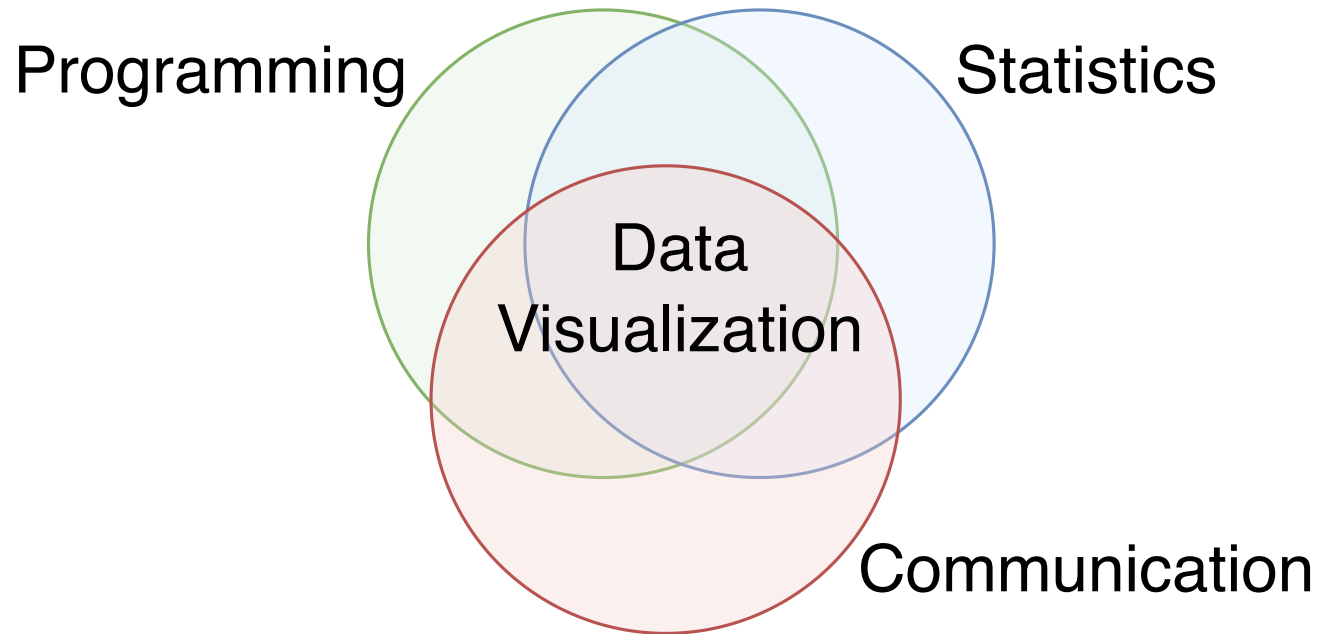 Programming
Statistics
Data
Visualization
Communication